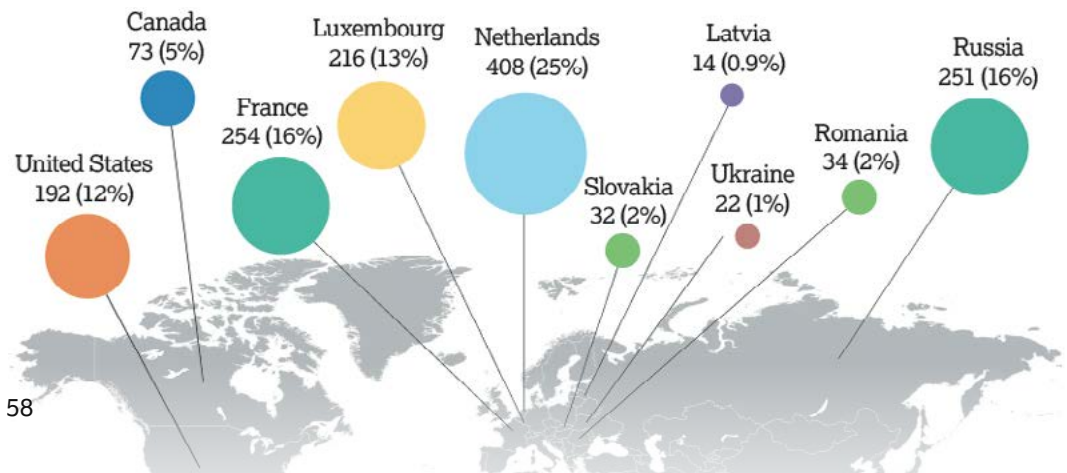 Canada
73 (5%)
Luxembourg
216 (13%)
Netherlands
408 (25%)
Latvia
14 (0.9%)
Russia
251 (16%)
France
254 (16%)
Romania
34 (2%)
United States
192 (12%)
Slovakia
32 (2%)
Ukraine
22 (1%)
58